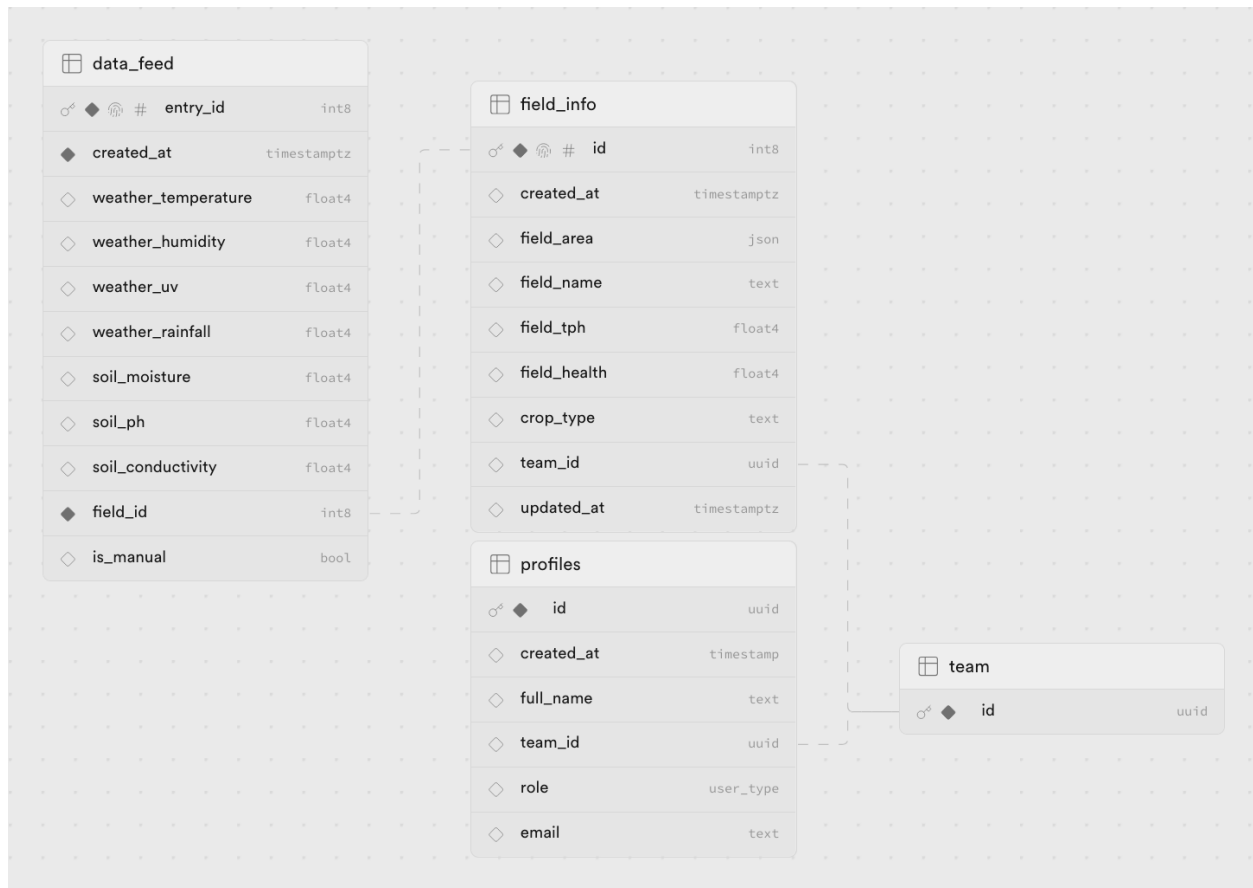 data_feed
# entry_id int8
created_at timestamptz
weather_temperature float4
weather_humidity float4
weather_uv float4
weather_rainfall float4
soil_moisture float4
soil_ph float4
soil_conductivity float4
field_id int8
is_manual bool
field_info
# id int8
created_at timestamptz
field_area json
field_name text
field_tph float4
field_health float4
crop_type text
team_id uuid
updated_at timestamptz
profiles
id uuid
created_at timestamp
full_name text
team_id uuid
role user_type
email text
team
id uuid